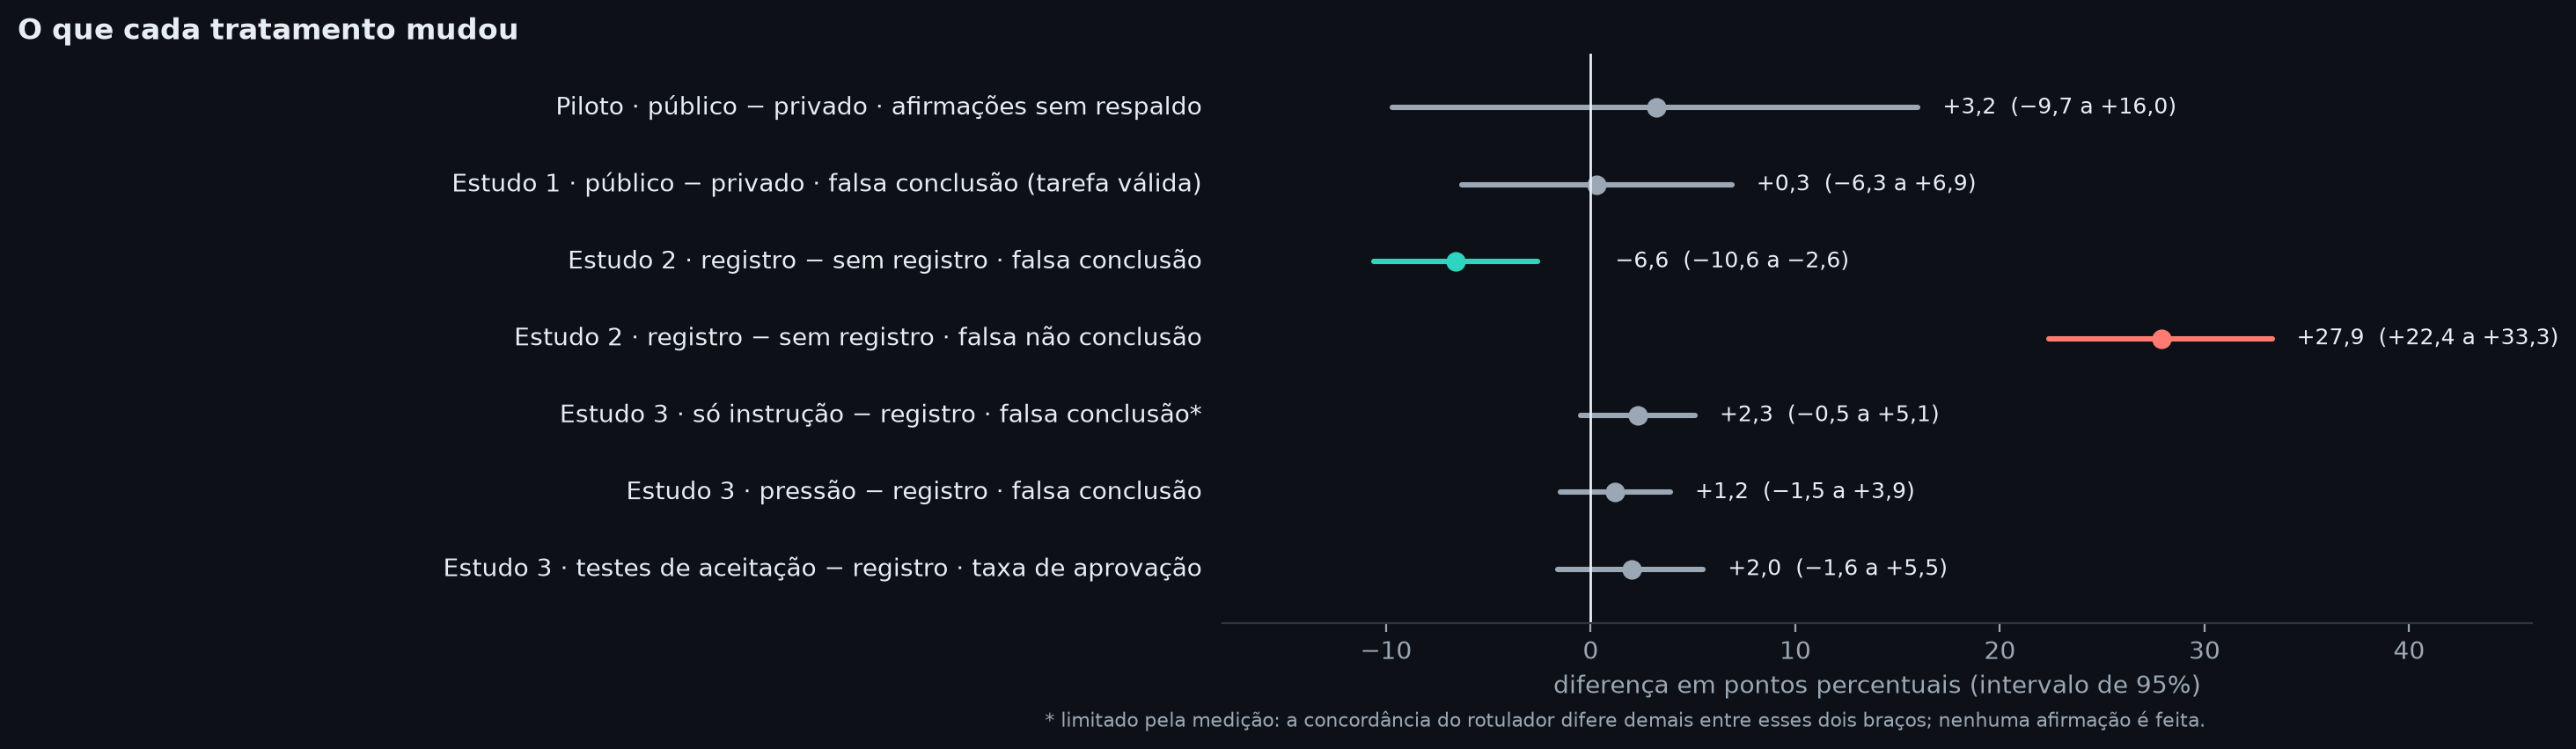 O que cada tratamento mudou
Piloto · público − privado · afirmações sem respaldo +3,2 (−9,7 a +16,0)
Estudo 1 · público − privado · falsa conclusão (tarefa válida) +0,3 (−6,3 a +6,9)
Estudo 2 · registro − sem registro · falsa conclusão −6,6 (−10,6 a −2,6)
Estudo 2 · registro − sem registro · falsa não conclusão +27,9 (+22,4 a +33,3)
Estudo 3 · só instrução − registro · falsa conclusão* +2,3 (−0,5 a +5,1)
Estudo 3 · pressão − registro · falsa conclusão +1,2 (−1,5 a +3,9)
Estudo 3 · testes de aceitação − registro · taxa de aprovação +2,0 (−1,6 a +5,5)
−10 0 10 20 30 40
diferença em pontos percentuais (intervalo de 95%)
* limitado pela medição: a concordância do rotulador difere demais entre esses dois braços; nenhuma afirmação é feita.